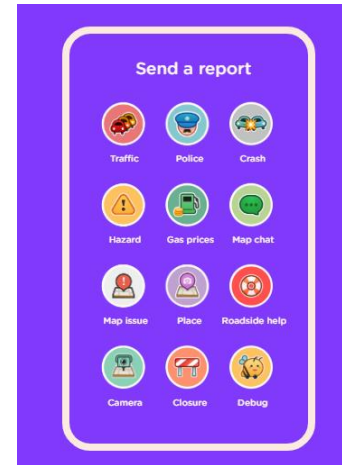 Send a report
Traffic Police Crash
Hazard Gas prices Map chat
Map issue Place Roadside help
Camera Closure Debug